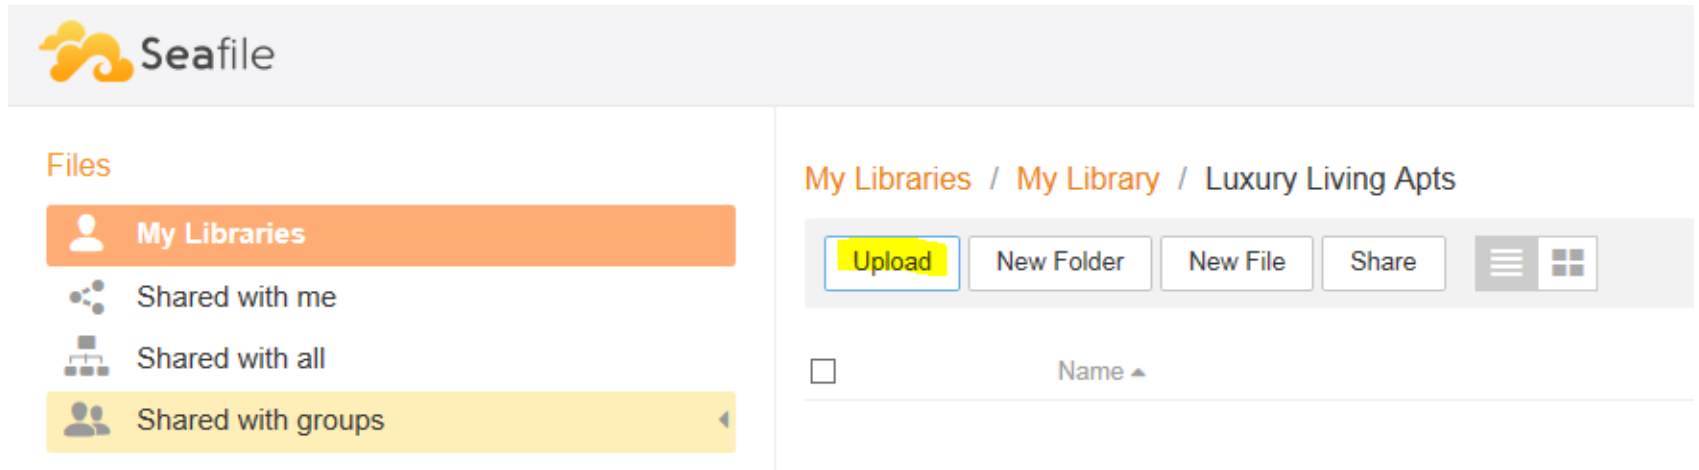 Seafile
Files
My Libraries
Shared with me
Shared with all
Shared with groups
My Libraries / My Library / Luxury Living Apts
Upload New Folder New File Share
Name